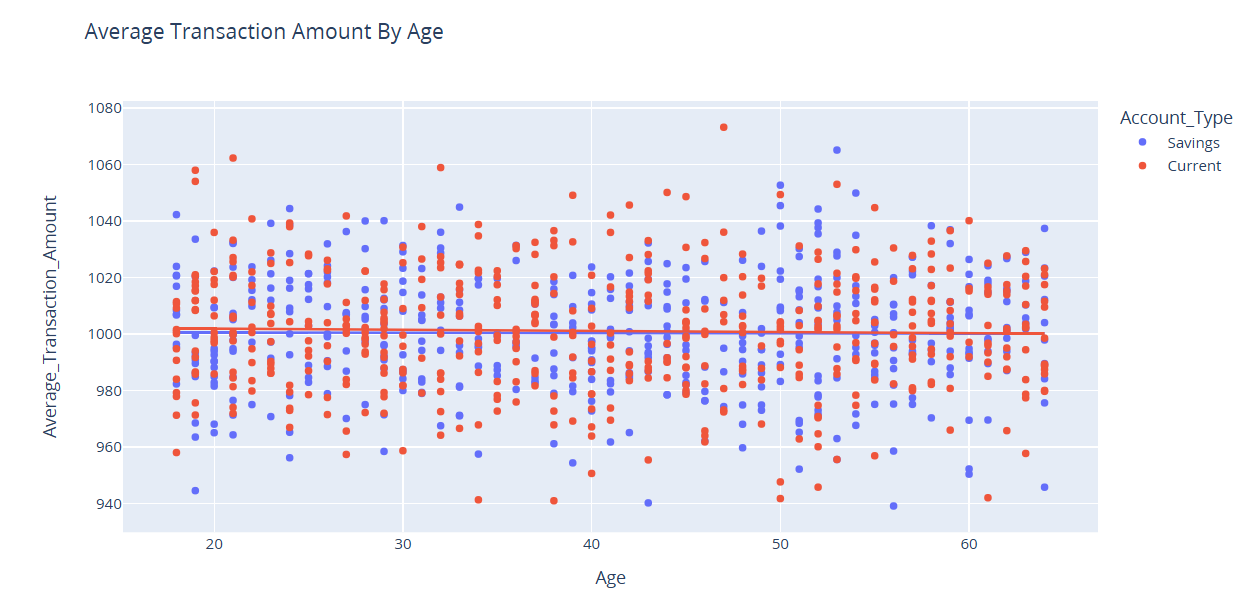 Average Transaction Amount By Age
1080
1060
1040
1020
1000
980
960
940
Average_Transaction_Amount
20 30 40 50 60
Age
Account_Type
Savings
Current